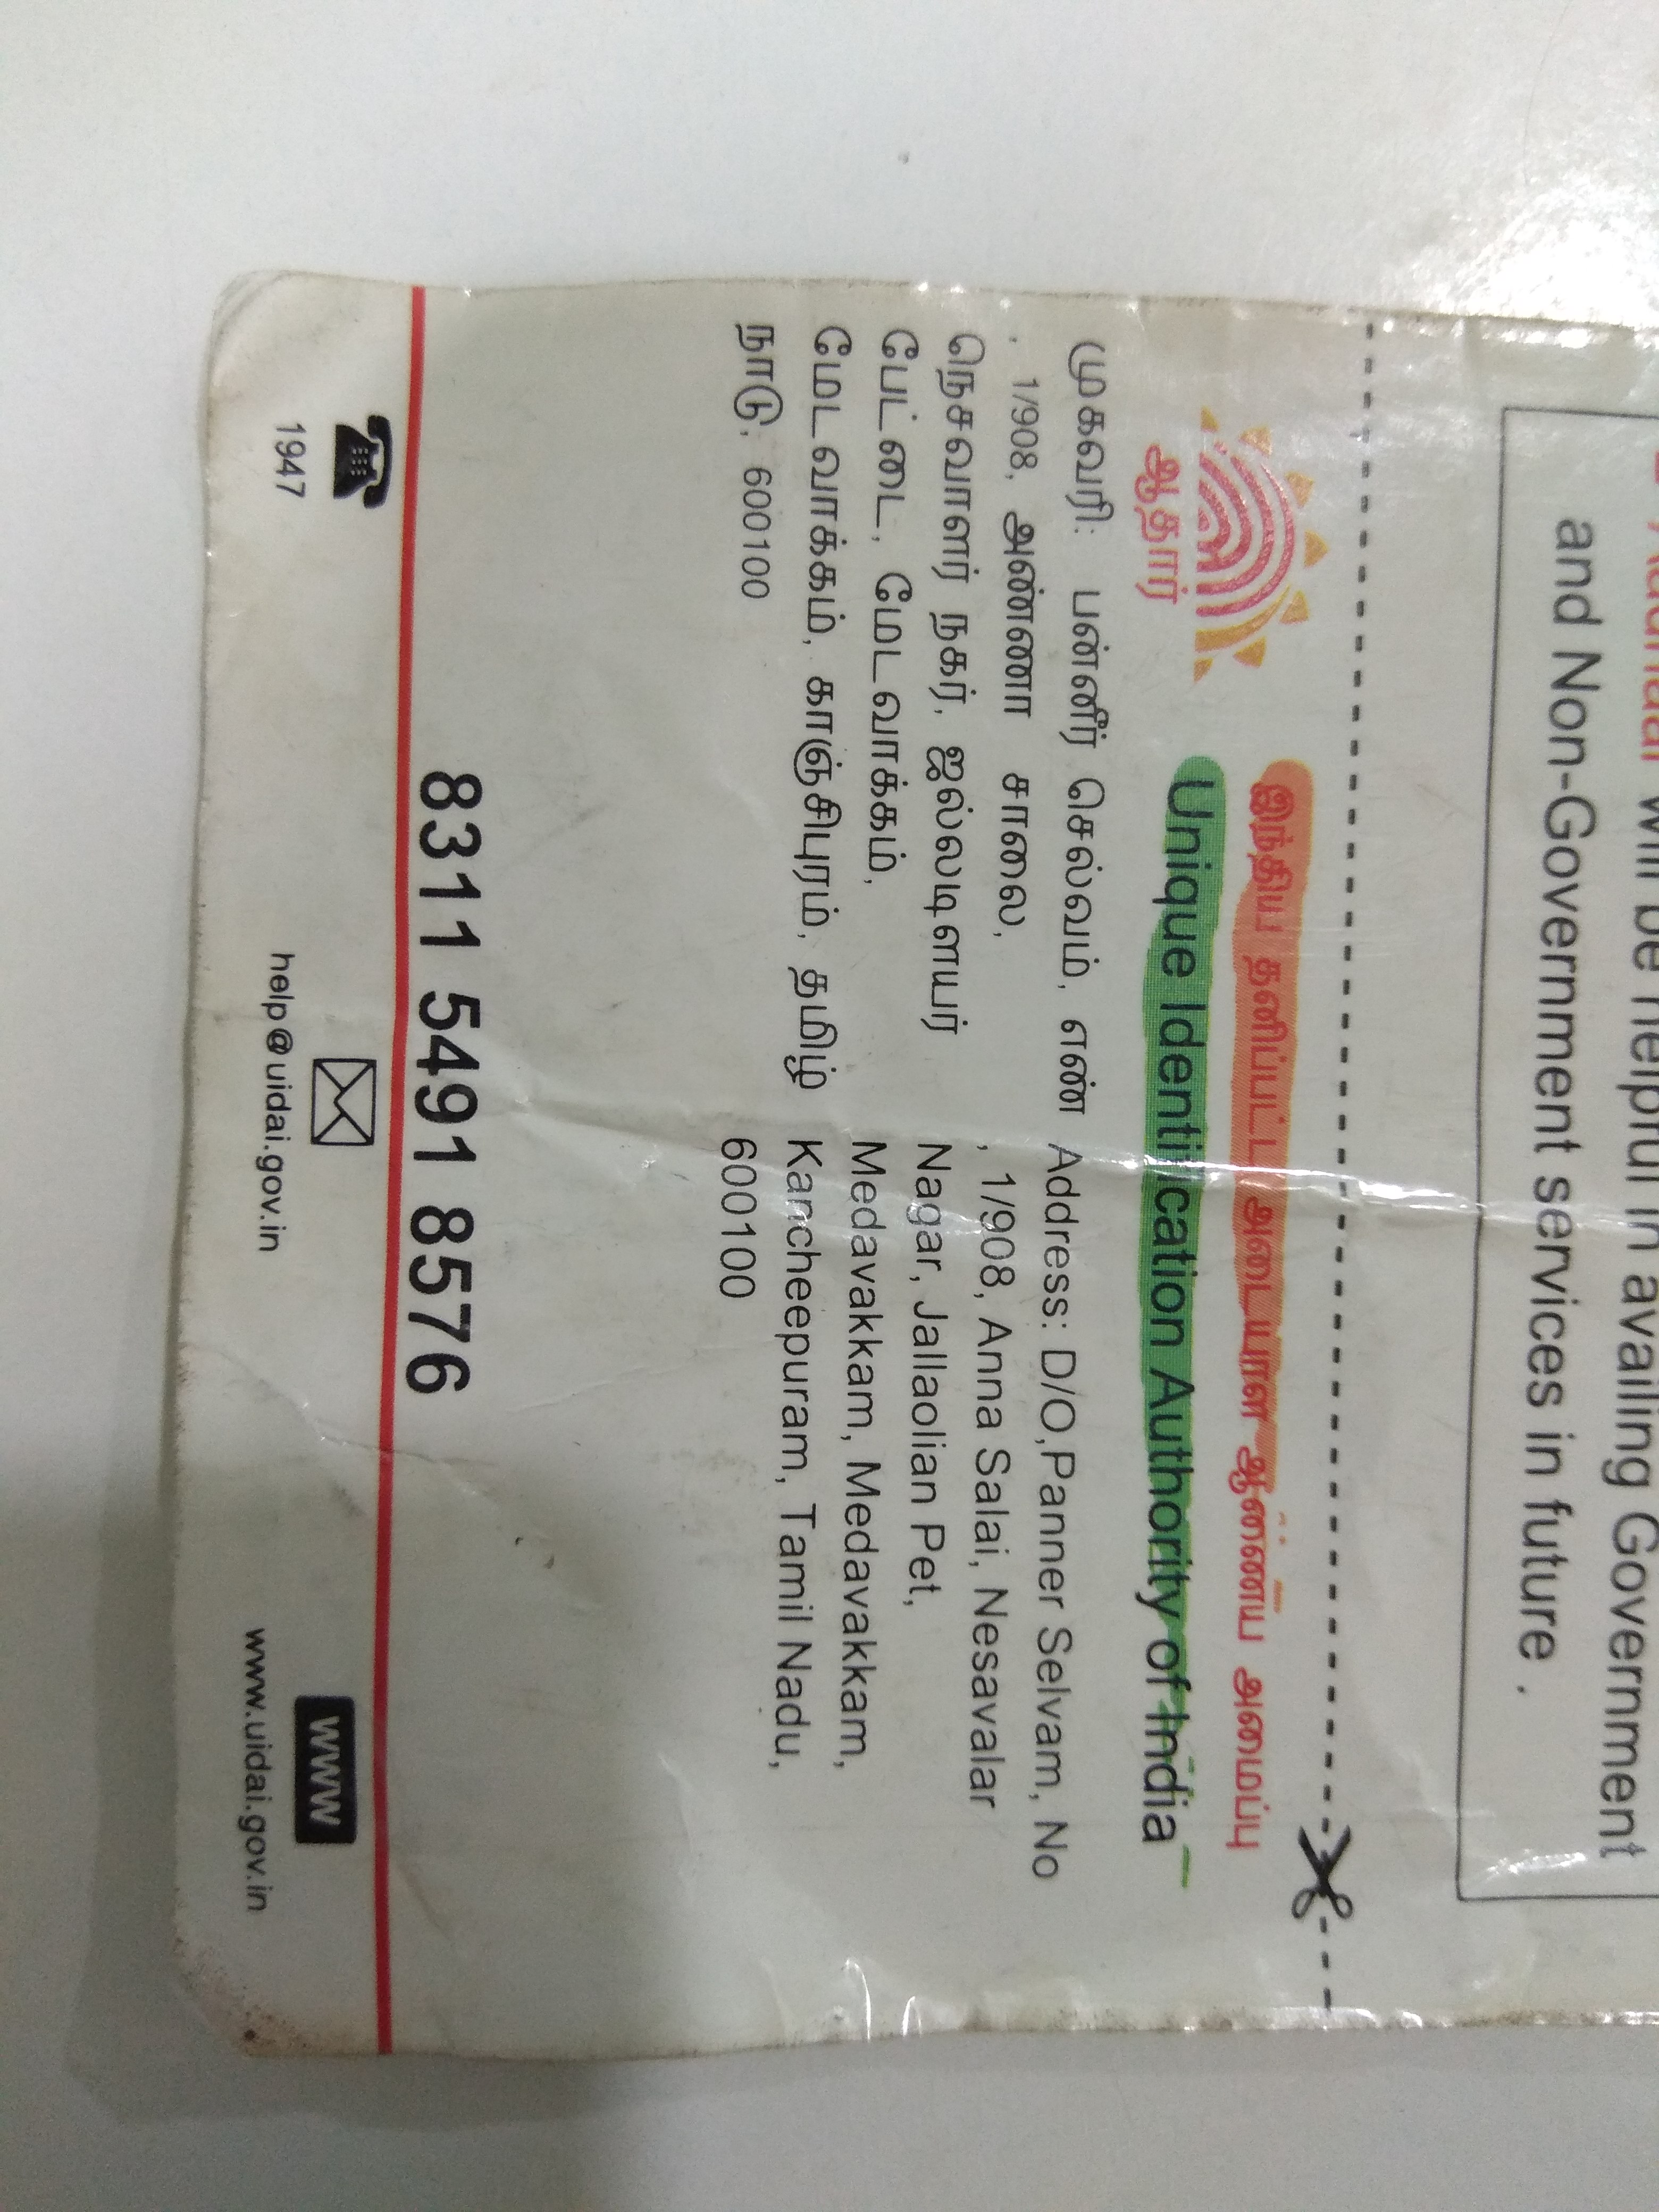 will be helpful in availing Government
and Non-Government services in future .
ஆதார்
இந்திய தனிப்பட்ட அடையாள ஆணைய அமைப்பு
Unique Identification Authority of India
முகவரி: பன்னீர் செல்வம், எண்
, 1/908, அண்ணா சாலை,
நெசவாளர் நகர், ஜல்லடிளயர்
பேட்டை, மேடவாக்கம்,
மேடவாக்கம், காஞ்சிபுரம், தமிழ்
நாடு, 600100
Address: D/O,Panner Selvam, No
, 1/908, Anna Salai, Nesavalar
Nagar, Jallaolian Pet,
Medavakkam, Medavakkam,
Kancheepuram, Tamil Nadu,
600100
8311 5491 8576
1947
help@uidai.gov.in
www
www.uidai.gov.in